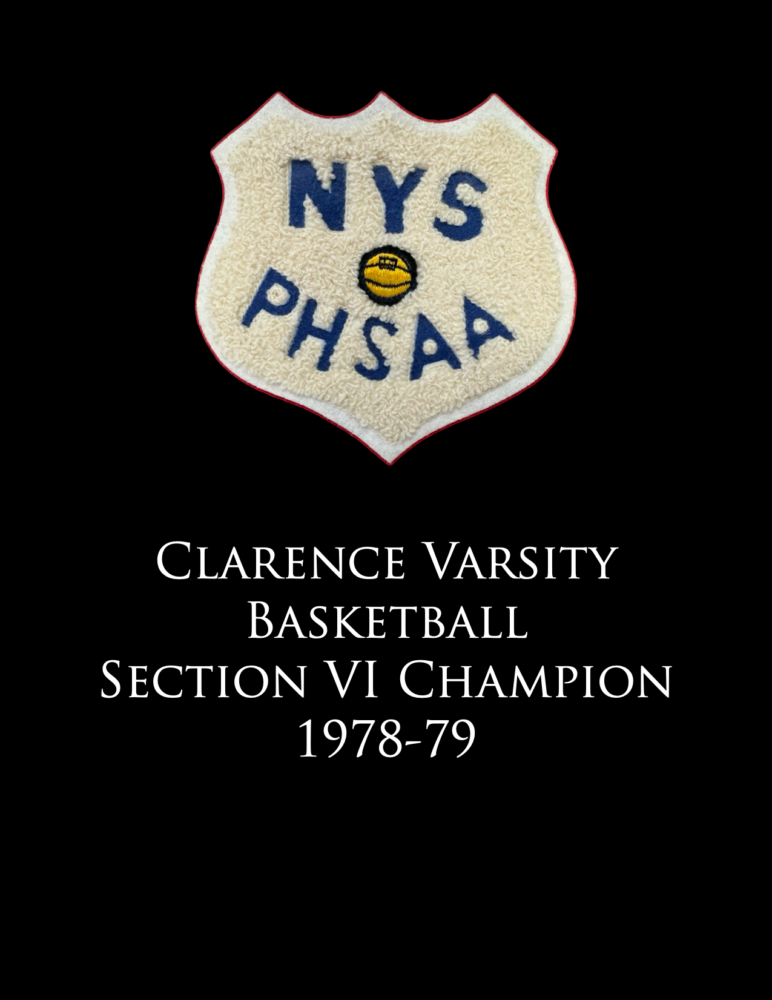 NYS
PHSAA
Clarence Varsity
Basketball
Section VI Champion
1978-79